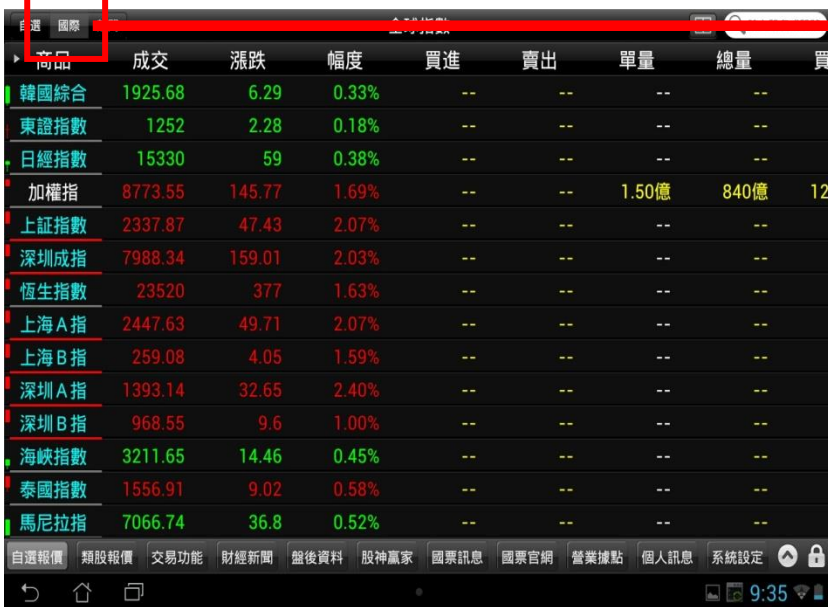 自選 國際 全球指數
商品 成交 漲跌 幅度 買進 賣出 單量 總量 買
韓國綜合 1925.68 6.29 0.33% -- -- -- --
東證指數 1252 2.28 0.18% -- -- -- --
日經指數 15330 59 0.38% -- -- -- --
加權指 8773.55 145.77 1.69% -- -- 1.50億 840億 12
上証指數 2337.87 47.43 2.07% -- -- -- --
深圳成指 7988.34 159.01 2.03% -- -- -- --
恆生指數 23520 377 1.63% -- -- -- --
上海A指 2447.63 49.71 2.07% -- -- -- --
上海B指 259.08 4.05 1.59% -- -- -- --
深圳A指 1393.14 32.65 2.40% -- -- -- --
深圳B指 968.55 9.6 1.00% -- -- -- --
海峽指數 3211.65 14.46 0.45% -- -- -- --
泰國指數 1556.91 9.02 0.58% -- -- -- --
馬尼拉指 7066.74 36.8 0.52% -- -- -- --
自選報價 類股報價 交易功能 財經新聞 盤後資料 股神贏家 國票訊息 國票官網 營業據點 個人訊息 系統設定
9:35